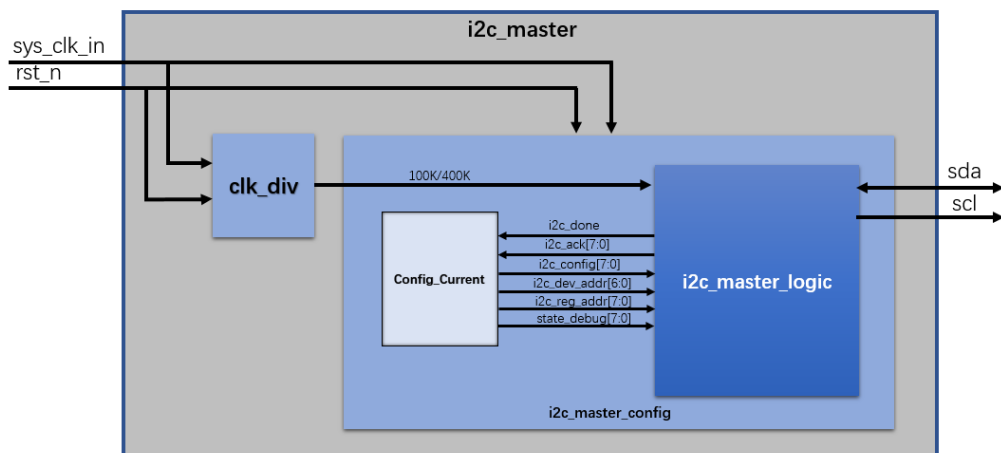 i2c_master
sys_clk_in
rst_n
clk_div
100K/400K
sda
scl
i2c_done
i2c_ack[7:0]
i2c_config[7:0]
i2c_dev_addr[6:0]
i2c_reg_addr[7:0]
state_debug[7:0]
Config_Current
i2c_master_logic
i2c_master_config